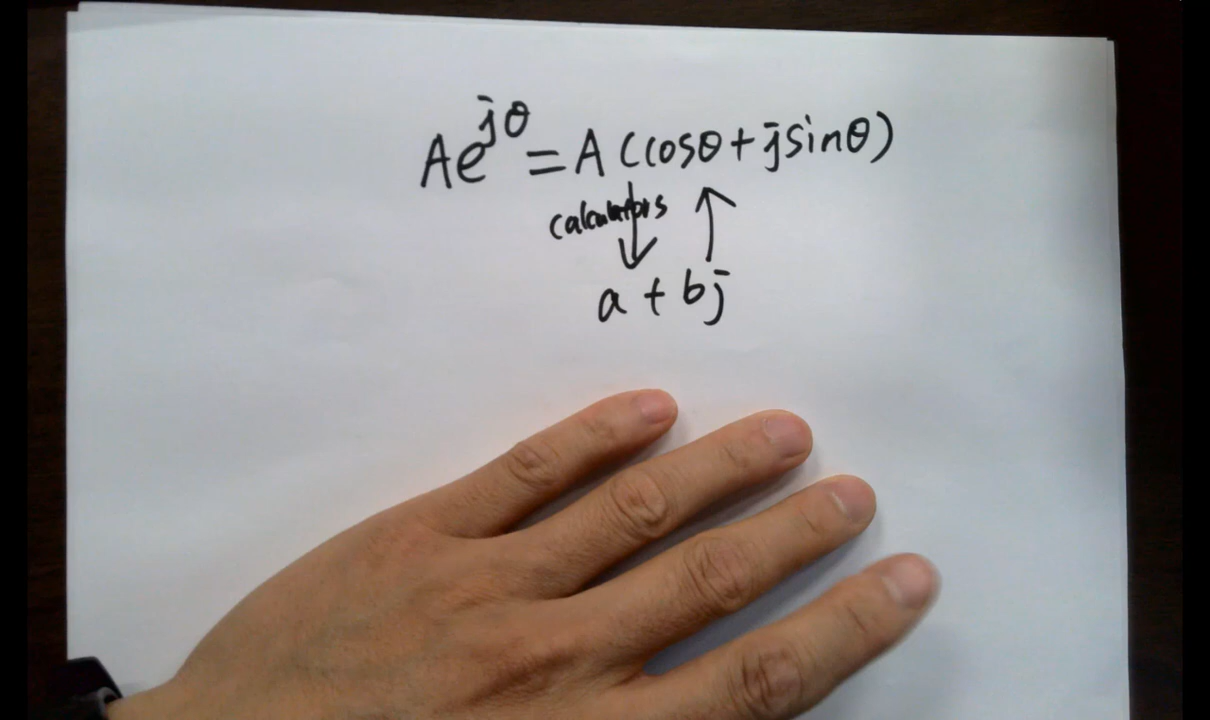 Ae^{jθ} = A (cosθ + jsinθ)
calculators
a + bj